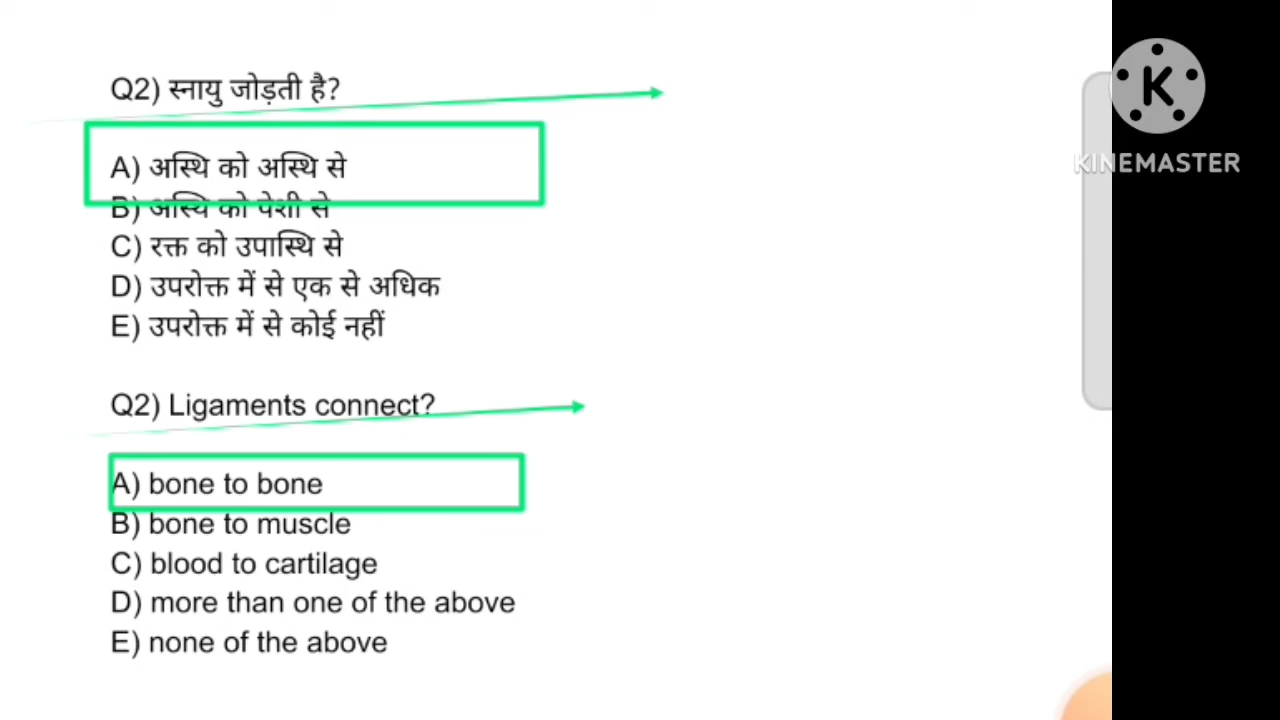 Q2) स्नायु जोड़ती है?
A) अस्थि को अस्थि से
B) अस्थि को पेशी से
C) रक्त को उपास्थि से
D) उपरोक्त में से एक से अधिक
E) उपरोक्त में से कोई नहीं
Q2) Ligaments connect?
A) bone to bone
B) bone to muscle
C) blood to cartilage
D) more than one of the above
E) none of the above
K
KINEMASTER